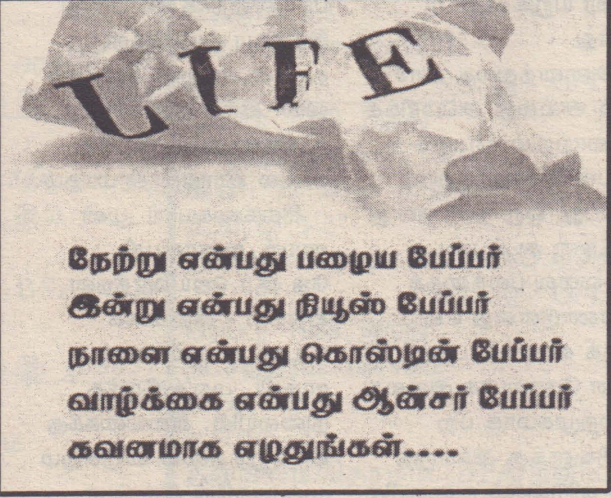 LIFE
நேற்று என்பது பழைய பேப்பர்
இன்று என்பது நியூஸ் பேப்பர்
நாளை என்பது கொஸ்டின் பேப்பர்
வாழ்க்கை என்பது ஆன்சர் பேப்பர்
கவனமாக எழுதுங்கள்....